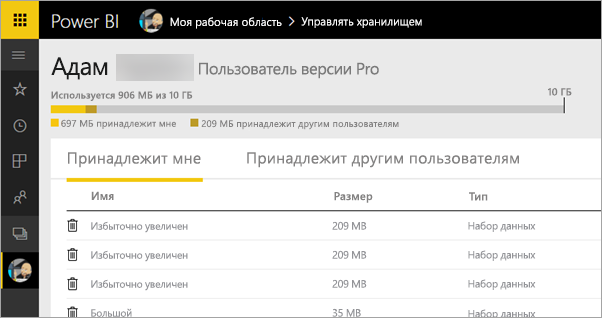 Power BI Моя рабочая область > Управлять хранилищем
Адам Пользователь версии Pro
Используется 906 МБ из 10 ГБ 10 ГБ
697 МБ принадлежит мне 209 МБ принадлежит другим пользователям
Принадлежит мне Принадлежит другим пользователям
Имя Размер Тип
Избыточно увеличен 209 MB Набор данных
Избыточно увеличен 209 MB Набор данных
Избыточно увеличен 209 MB Набор данных
Большой 35 MB Набор данных